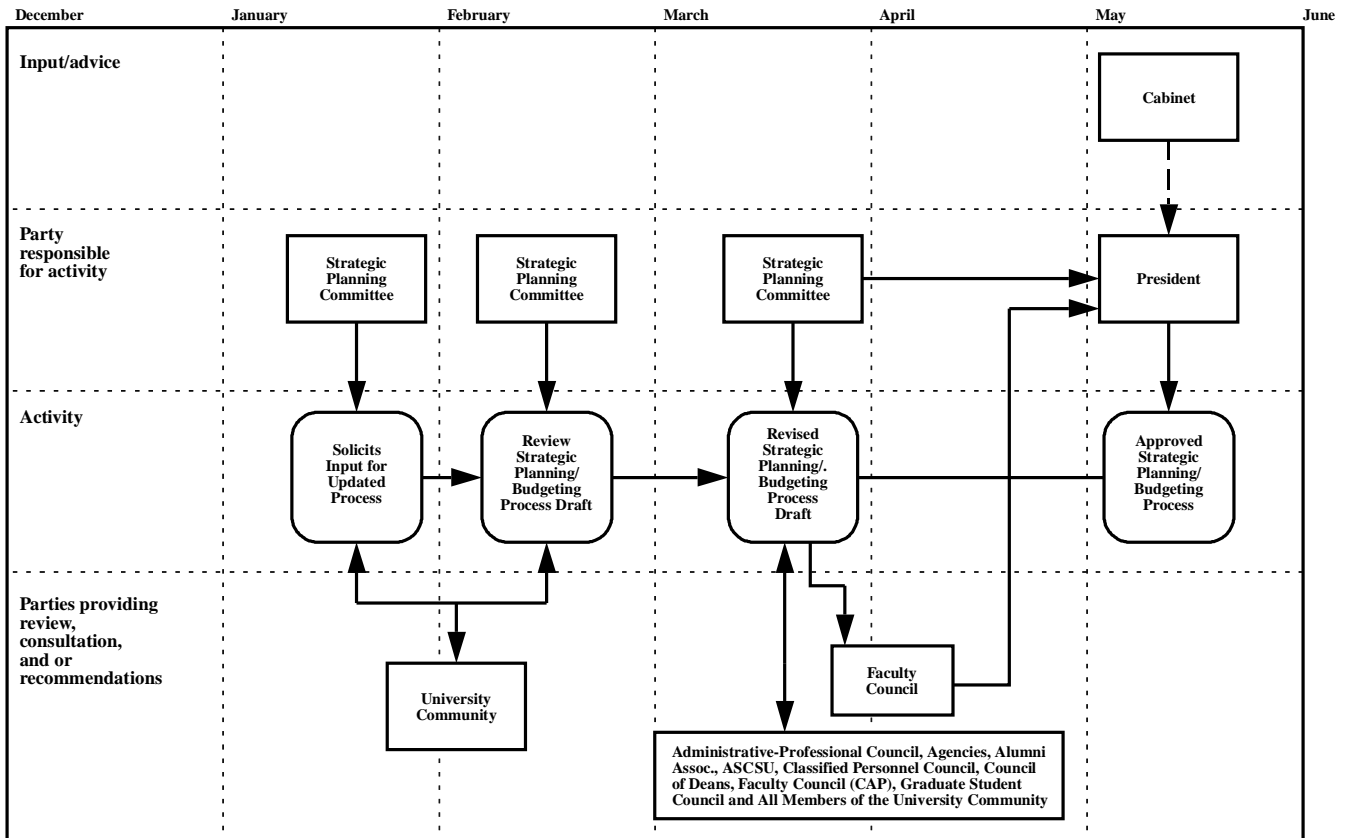 December
January
February
March
April
May
June
Input/advice
Cabinet
Party
responsible
for activity
Strategic
Planning
Committee
Strategic
Planning
Committee
Strategic
Planning
Committee
President
Activity
Solicits
Input for
Updated
Process
Review
Strategic
Planning/
Budgeting
Process Draft
Revised
Strategic
Planning/.
Budgeting
Process
Draft
Approved
Strategic
Planning/
Budgeting
Process
Parties providing
review,
consultation,
and or
recommendations
University
Community
Faculty
Council
Administrative-Professional Council, Agencies, Alumni
Assoc., ASCSU, Classified Personnel Council, Council
of Deans, Faculty Council (CAP), Graduate Student
Council and All Members of the University Community